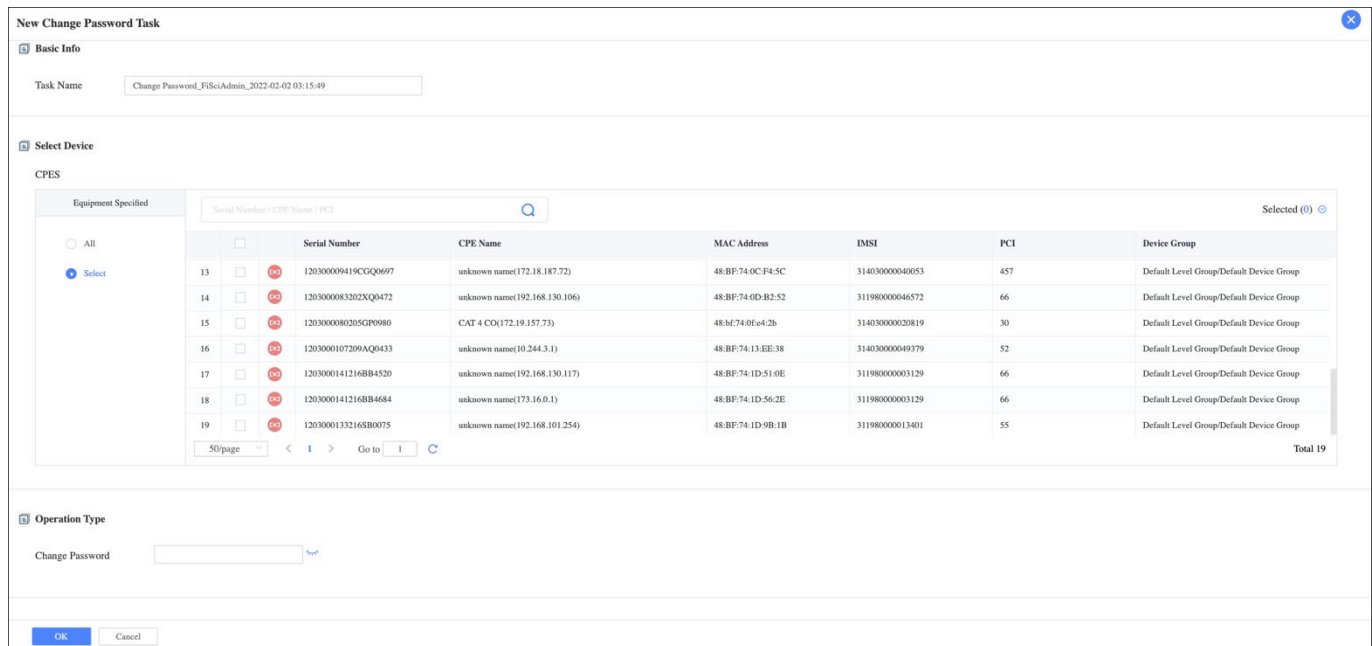 New Change Password Task
Basic Info
Task Name Change Password_FiSciAdmin_2022-02-02 03:15:49
Select Device
CPES
Equipment Specified
All
Select
Serial Number / CPE Name / PCI
Selected (0)
Serial Number CPE Name MAC Address IMSI PCI Device Group
13 120300009419CGQ0697 unknown name(172.18.187.72) 48:BF:74:0C:F4:5C 314030000040053 457 Default Level Group/Default Device Group
14 1203000083202XQ0472 unknown name(192.168.130.106) 48:BF:74:0D:B2:52 311980000046572 66 Default Level Group/Default Device Group
15 1203000080205GP0980 CAT 4 CO(172.19.157.73) 48:bf:74:0f:e4:2b 314030000020819 30 Default Level Group/Default Device Group
16 1203000107209AQ0433 unknown name(10.244.3.1) 48:BF:74:13:EE:38 314030000049379 52 Default Level Group/Default Device Group
17 1203000141216BB4520 unknown name(192.168.130.117) 48:BF:74:1D:51:0E 311980000003129 66 Default Level Group/Default Device Group
18 1203000141216BB4684 unknown name(173.16.0.1) 48:BF:74:1D:56:2E 311980000003129 66 Default Level Group/Default Device Group
19 1203000133216SB0075 unknown name(192.168.101.254) 48:BF:74:1D:9B:1B 311980000013401 55 Default Level Group/Default Device Group
50/page < 1 > Go to 1 Total 19
Operation Type
Change Password
OK Cancel